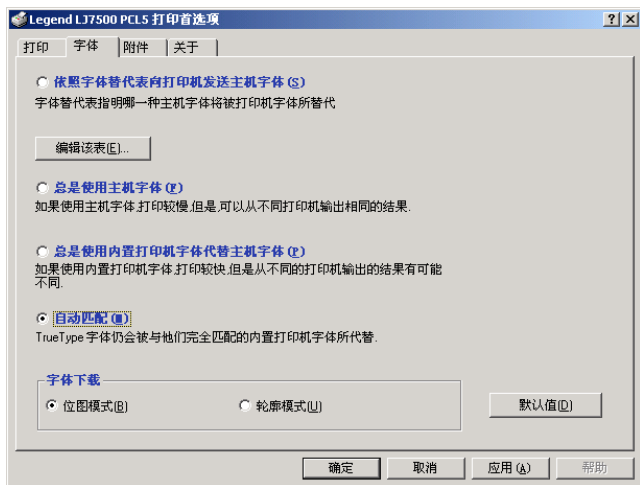 Legend LJ7500 PCL5 打印首选项
打印 字体 附件 关于
依照字体替代表向打印机发送主机字体(S)
字体替代表指明哪一种主机字体将被打印机字体所替代
编辑该表(E)...
总是使用主机字体(F)
如果使用主机字体,打印较慢,但是,可以从不同打印机输出相同的结果.
总是使用内置打印机字体代替主机字体(P)
如果使用内置打印机字体,打印较快,但是从不同的打印机输出的结果有可能
不同.
自动匹配(M)
TrueType 字体仍会被与他们完全匹配的内置打印机字体所代替.
字体下载
位图模式(B) 轮廓模式(U) 默认值(D)
确定 取消 应用(A) 帮助